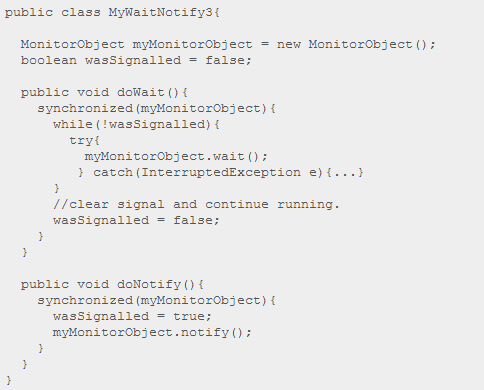 public class MyWaitNotify3{

  MonitorObject myMonitorObject = new MonitorObject();
  boolean wasSignalled = false;

  public void doWait(){
    synchronized(myMonitorObject){
      while(!wasSignalled){
        try{
          myMonitorObject.wait();
         } catch(InterruptedException e){...}
      }
      //clear signal and continue running.
      wasSignalled = false;
    }
  }

  public void doNotify(){
    synchronized(myMonitorObject){
      wasSignalled = true;
      myMonitorObject.notify();
    }
  }
}